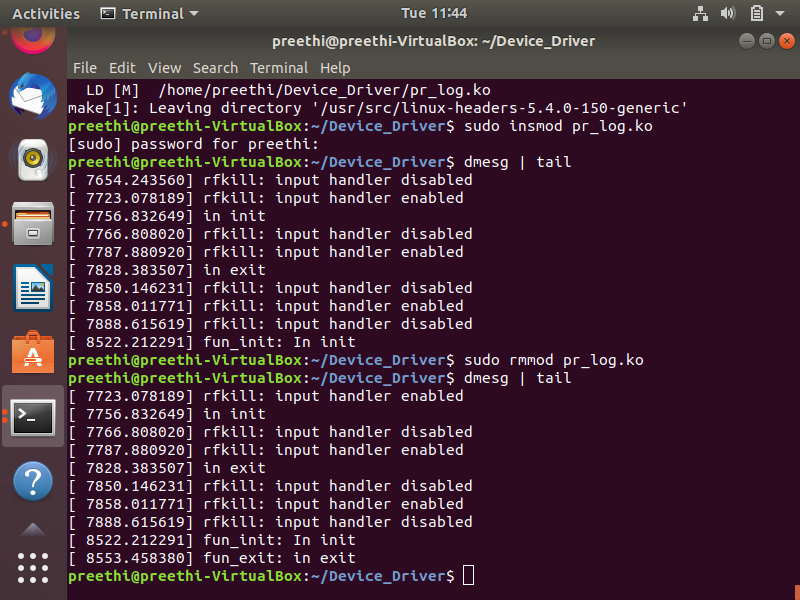 Activities Terminal Tue 11:44
preethi@preethi-VirtualBox: ~/Device_Driver
File Edit View Search Terminal Help
  LD [M]  /home/preethi/Device_Driver/pr_log.ko
make[1]: Leaving directory '/usr/src/linux-headers-5.4.0-150-generic'
preethi@preethi-VirtualBox:~/Device_Driver$ sudo insmod pr_log.ko
[sudo] password for preethi:
preethi@preethi-VirtualBox:~/Device_Driver$ dmesg | tail
[ 7654.243560] rfkill: input handler disabled
[ 7723.078189] rfkill: input handler enabled
[ 7756.832649] in init
[ 7766.808020] rfkill: input handler disabled
[ 7787.880920] rfkill: input handler enabled
[ 7828.383507] in exit
[ 7850.146231] rfkill: input handler disabled
[ 7858.011771] rfkill: input handler enabled
[ 7888.615619] rfkill: input handler disabled
[ 8522.212291] fun_init: In init
preethi@preethi-VirtualBox:~/Device_Driver$ sudo rmmod pr_log.ko
preethi@preethi-VirtualBox:~/Device_Driver$ dmesg | tail
[ 7723.078189] rfkill: input handler enabled
[ 7756.832649] in init
[ 7766.808020] rfkill: input handler disabled
[ 7787.880920] rfkill: input handler enabled
[ 7828.383507] in exit
[ 7850.146231] rfkill: input handler disabled
[ 7858.011771] rfkill: input handler enabled
[ 7888.615619] rfkill: input handler disabled
[ 8522.212291] fun_init: In init
[ 8553.458380] fun_exit: in exit
preethi@preethi-VirtualBox:~/Device_Driver$